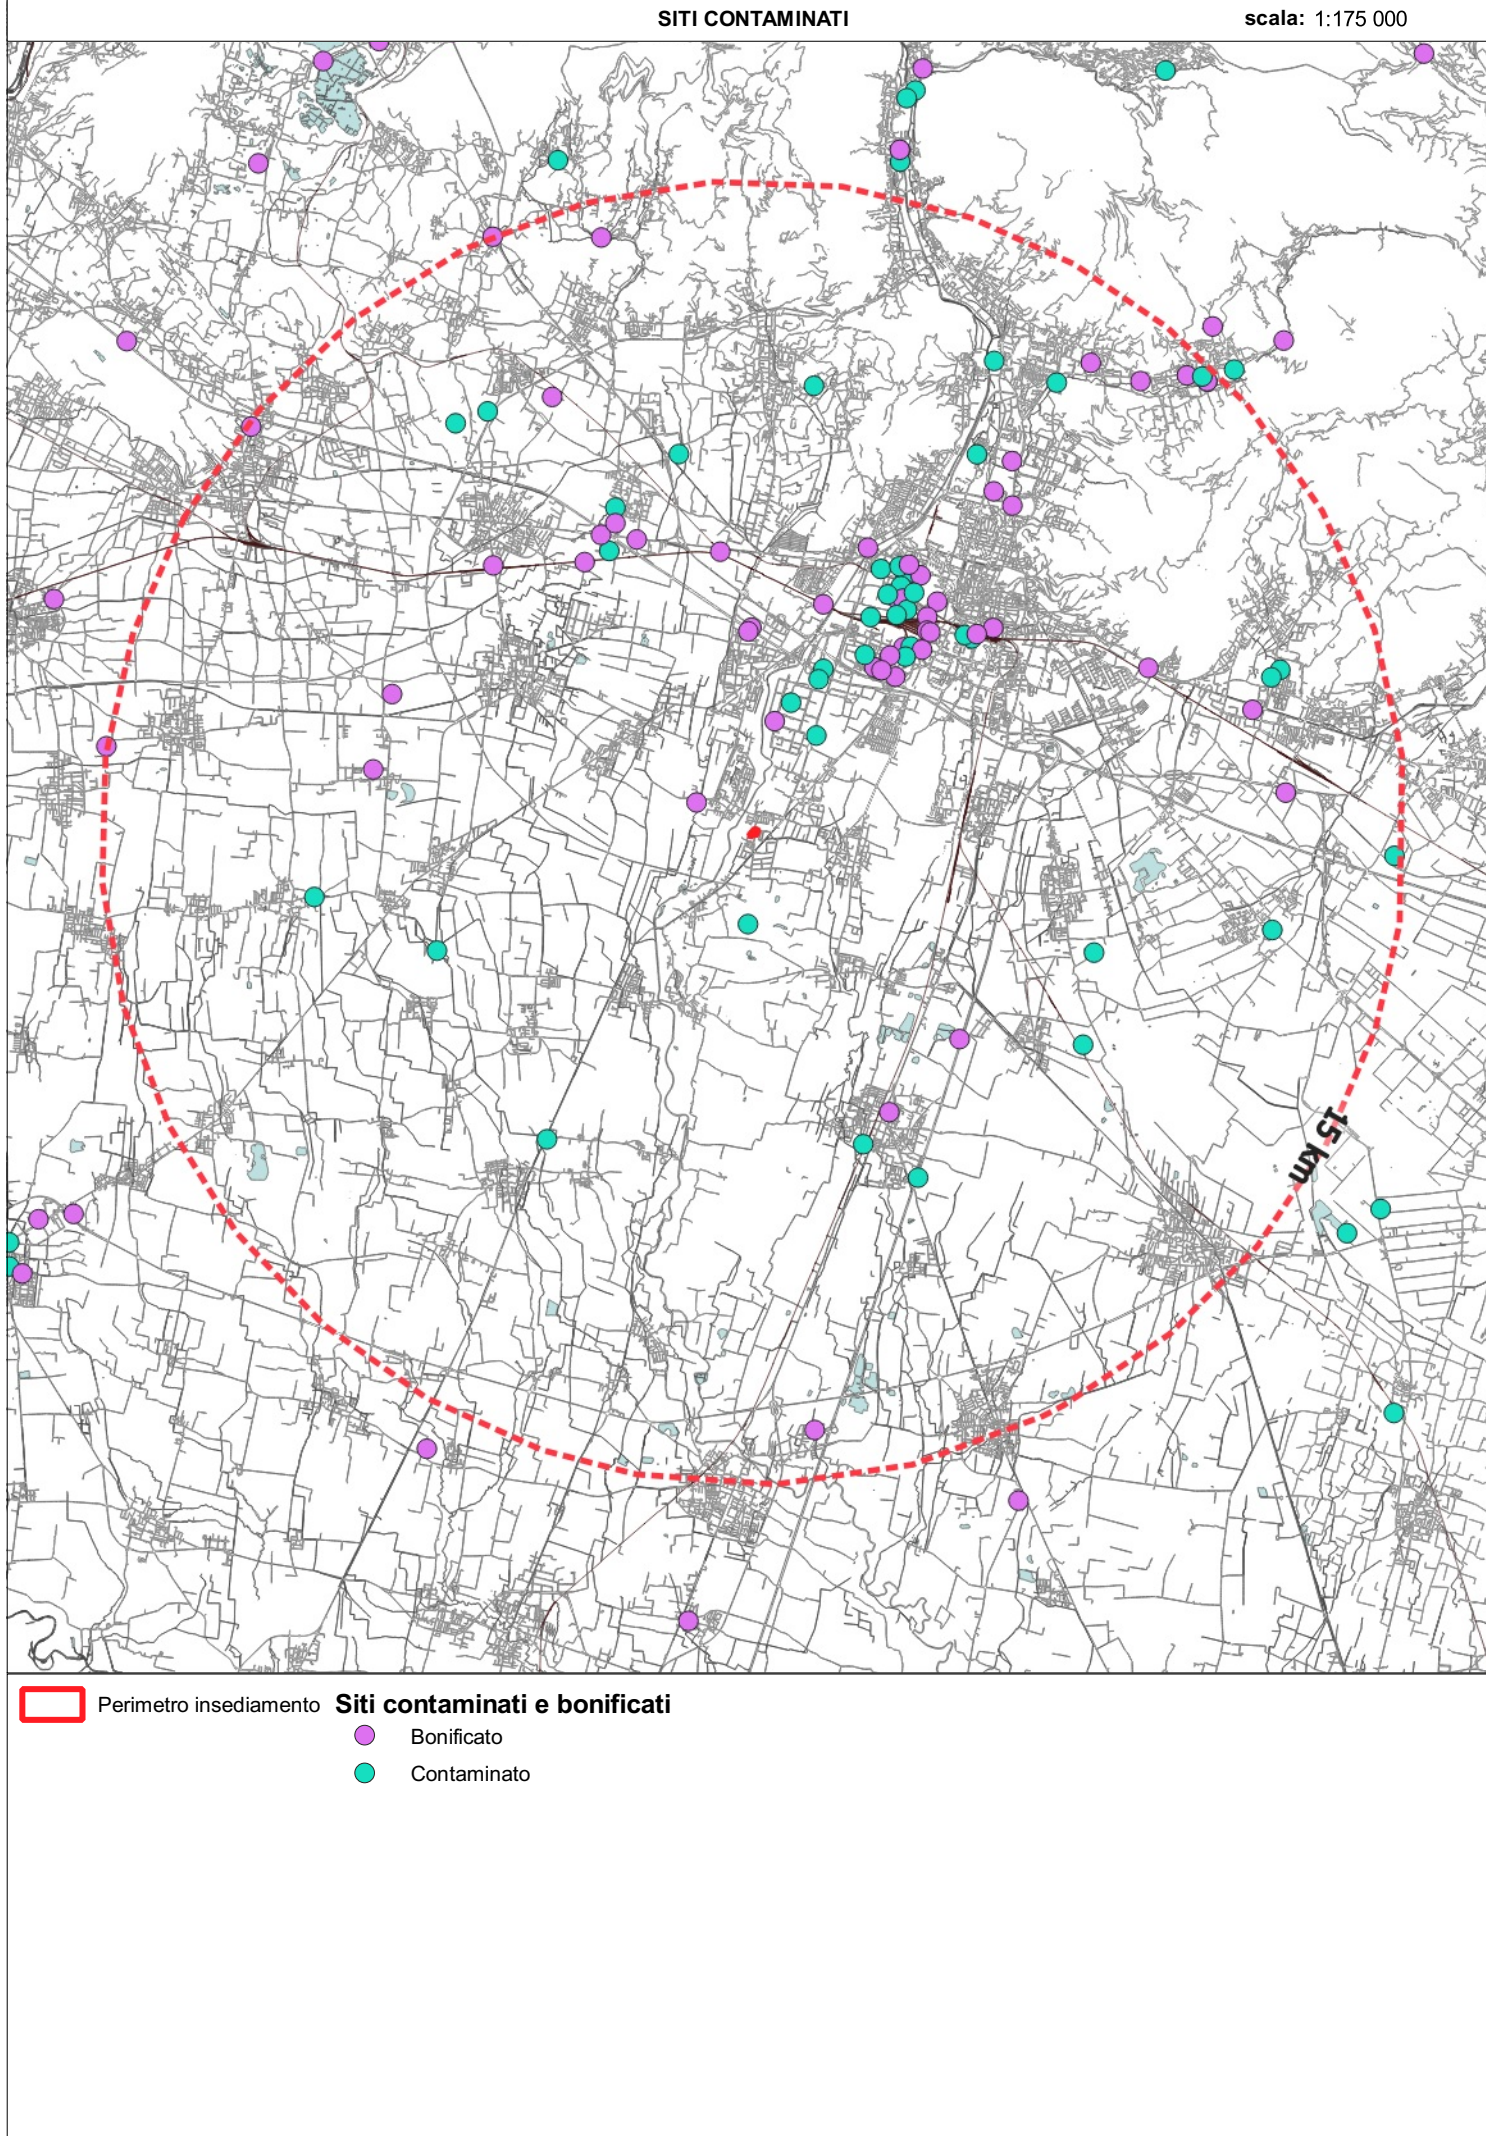 SITI CONTAMINATI
scala: 1:175 000
15 km
Perimetro insediamento
Siti contaminati e bonificati
Bonificato
Contaminato